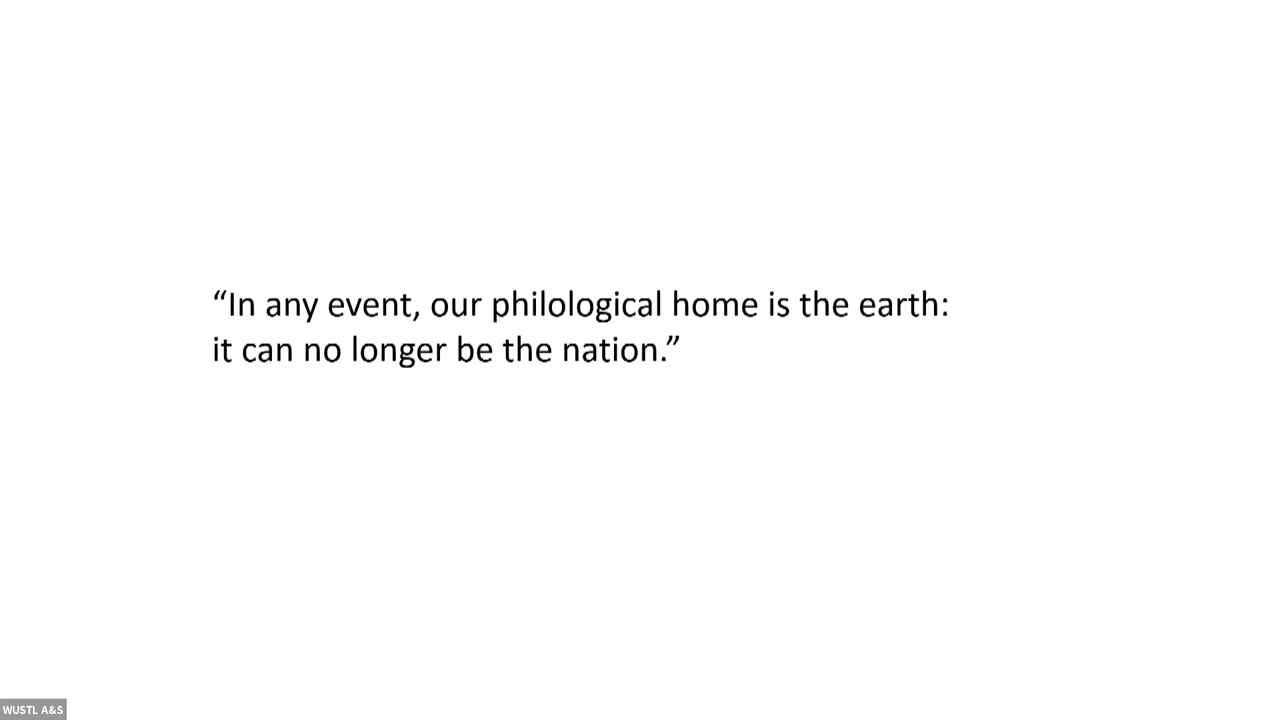 “In any event, our philological home is the earth:
it can no longer be the nation.”
WUSTL A&S